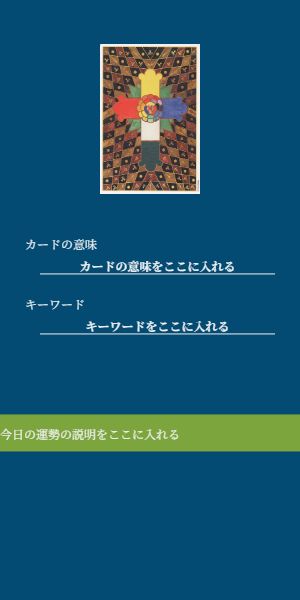 カードの意味
カードの意味をここに入れる
キーワード
キーワードをここに入れる
今日の運勢の説明をここに入れる